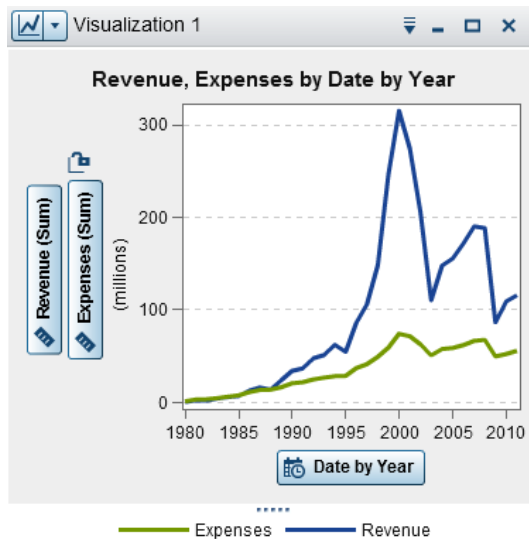 Visualization 1
Revenue, Expenses by Date by Year
Revenue (Sum)
Expenses (Sum)
(millions)
300
200
100
0
1980 1985 1990 1995 2000 2005 2010
Date by Year
Expenses Revenue